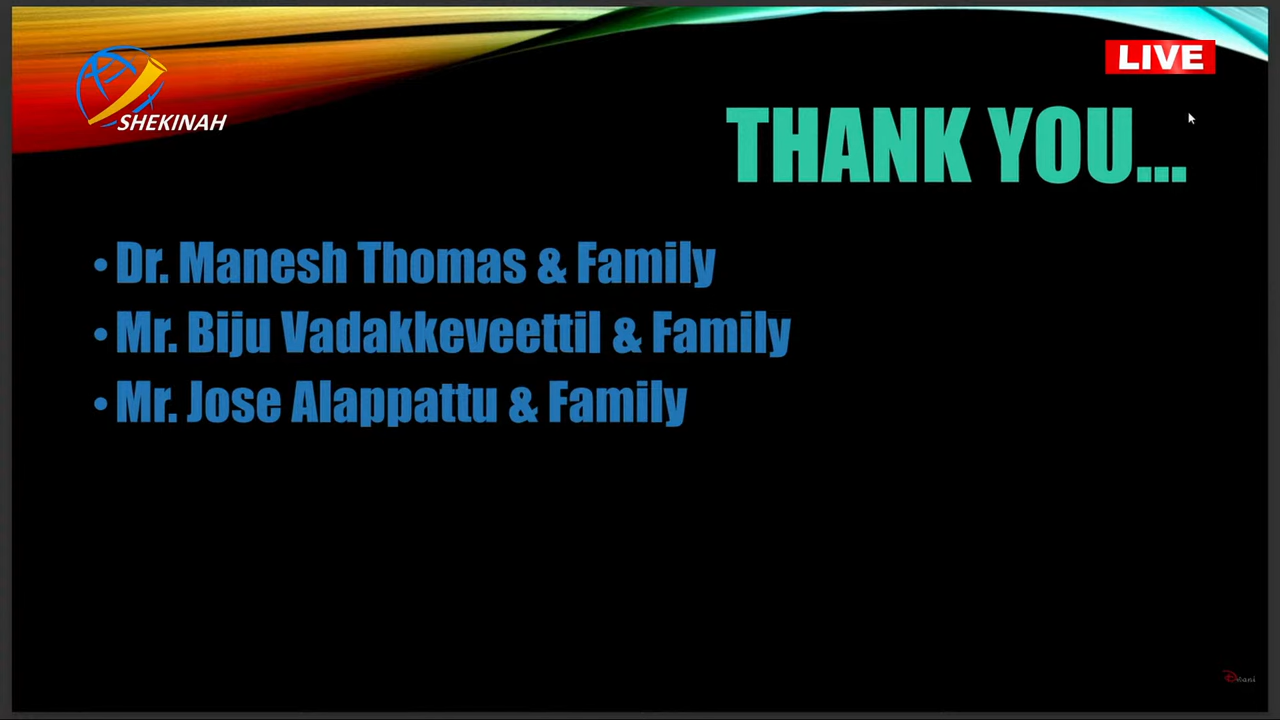 SHEKINAH
LIVE
THANK YOU...
• Dr. Manesh Thomas & Family
• Mr. Biju Vadakkeveettil & Family
• Mr. Jose Alappattu & Family